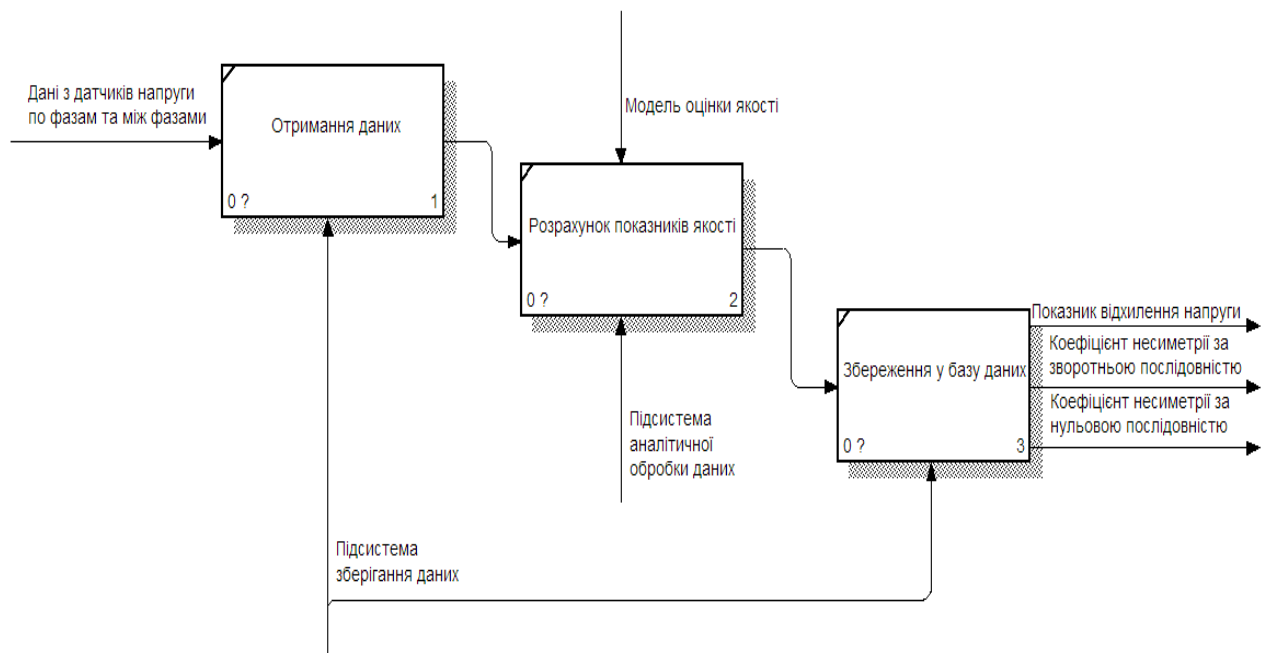 Дані з датчиків напруги
по фазам та між фазами
Отримання даних
0 ?
1
Модель оцінки якості
Розрахунок показників якості
0 ?
2
Підсистема
аналітичної
обробки даних
Збереження у базу даних
0 ?
3
Показник відхилення напруги
Коефіцієнт несиметрії за
зворотньою послідовністю
Коефіцієнт несиметрії за
нульовою послідовністю
Підсистема
зберігання даних